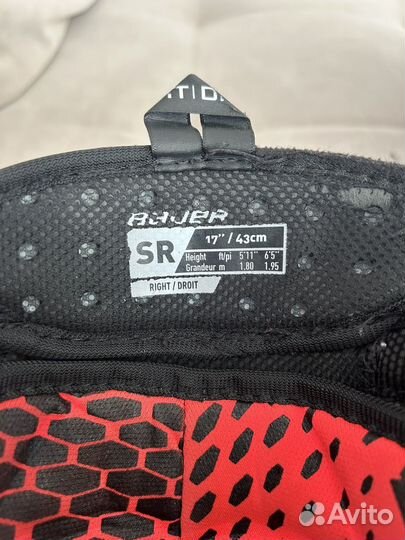 BAUER
SR
17" / 43cm
Height ft/pi 5'11" 6'5"
Grandeur m 1.80 1.95
RIGHT / DROIT
Avito